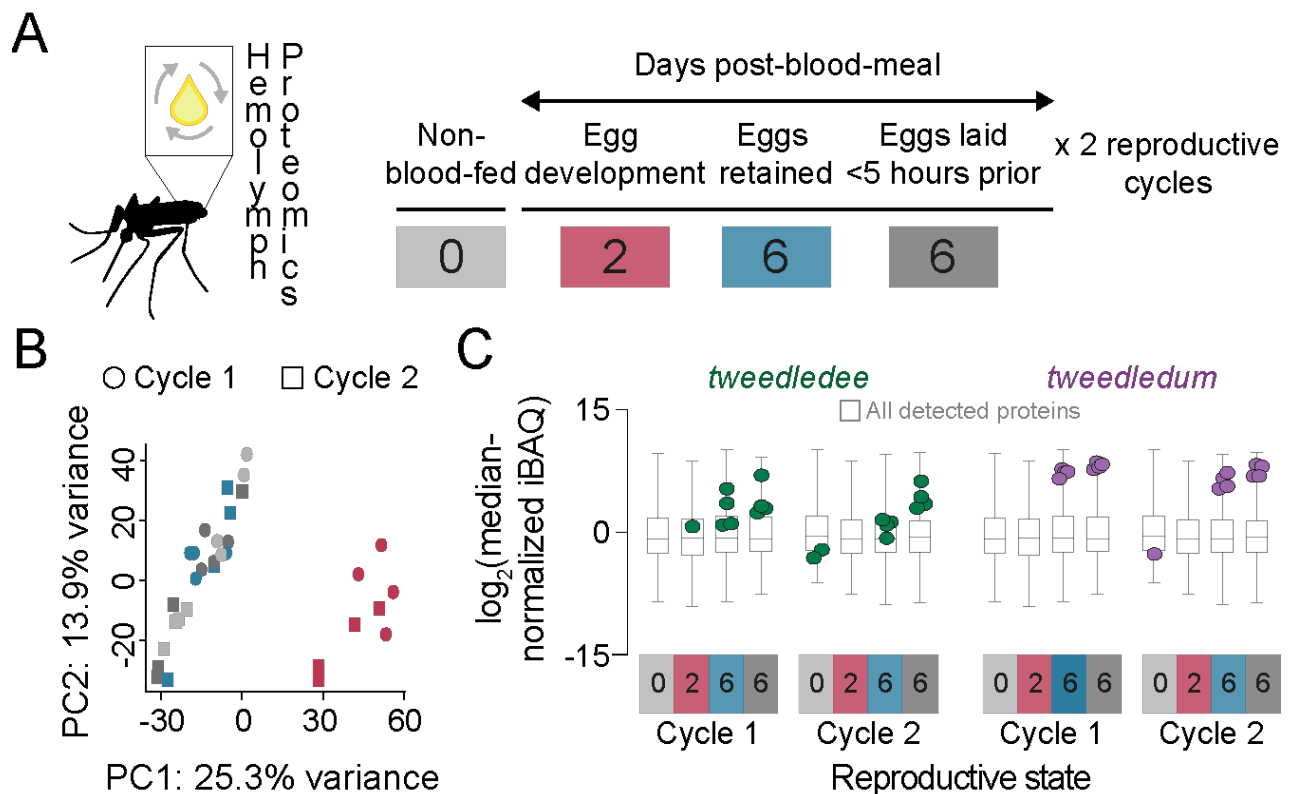 A
Hemolymph
Proteomics
Days post-blood-meal
Non-
blood-fed
Egg
development
Eggs
retained
Eggs laid
<5 hours prior
x 2 reproductive
cycles
0
2
6
6
B
Cycle 1
Cycle 2
PC2: 13.9% variance
40
20
0
-20
-30
0
30
60
PC1: 25.3% variance
C
tweedledee
tweedledum
All detected proteins
log2(median-
normalized iBAQ)
15
0
-15
0 2 6 6
0 2 6 6
0 2 6 6
0 2 6 6
Cycle 1
Cycle 2
Cycle 1
Cycle 2
Reproductive state